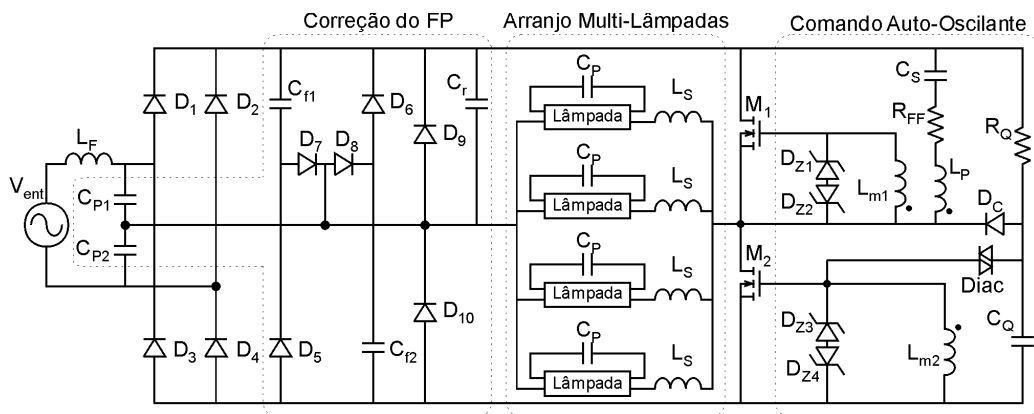 Correção do FP
Arranjo Multi-Lâmpadas
Comando Auto-Oscilante
V_ent
L_F
C_P1
C_P2
D_1
D_2
D_3
D_4
C_f1
D_6
D_7
D_8
D_5
C_f2
C_r
D_9
D_10
C_P
Lâmpada
L_S
C_P
Lâmpada
L_S
C_P
Lâmpada
L_S
C_P
Lâmpada
L_S
M_1
M_2
D_Z1
D_Z2
L_m1
C_S
R_FF
L_P
R_Q
D_C
Diac
D_Z3
D_Z4
L_m2
C_Q